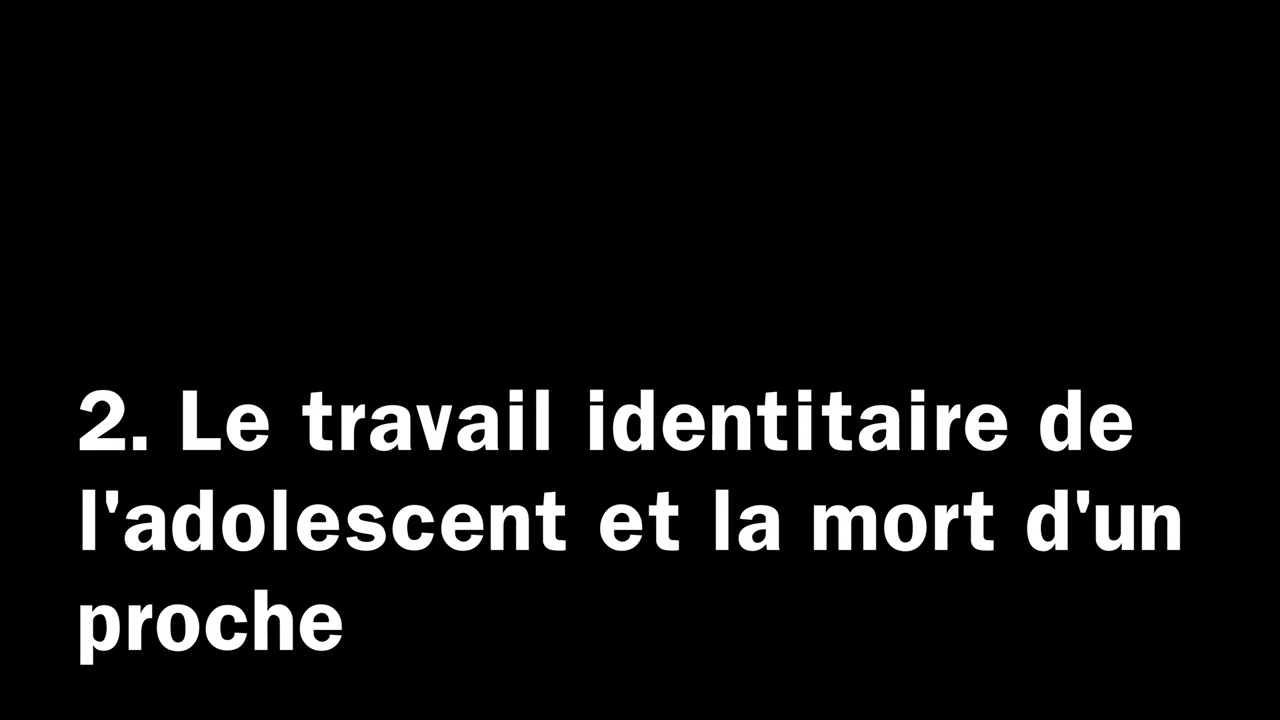 2. Le travail identitaire de
l'adolescent et la mort d'un
proche